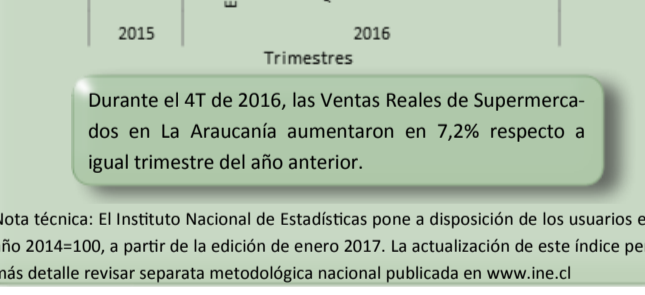 2015
2016
Trimestres
Durante el 4T de 2016, las Ventas Reales de Supermerca-
dos en La Araucanía aumentaron en 7,2% respecto a
igual trimestre del año anterior.
Nota técnica: El Instituto Nacional de Estadísticas pone a disposición de los usuarios
año 2014=100, a partir de la edición de enero 2017. La actualización de este índice
más detalle revisar separata metodológica nacional publicada en www.ine.cl